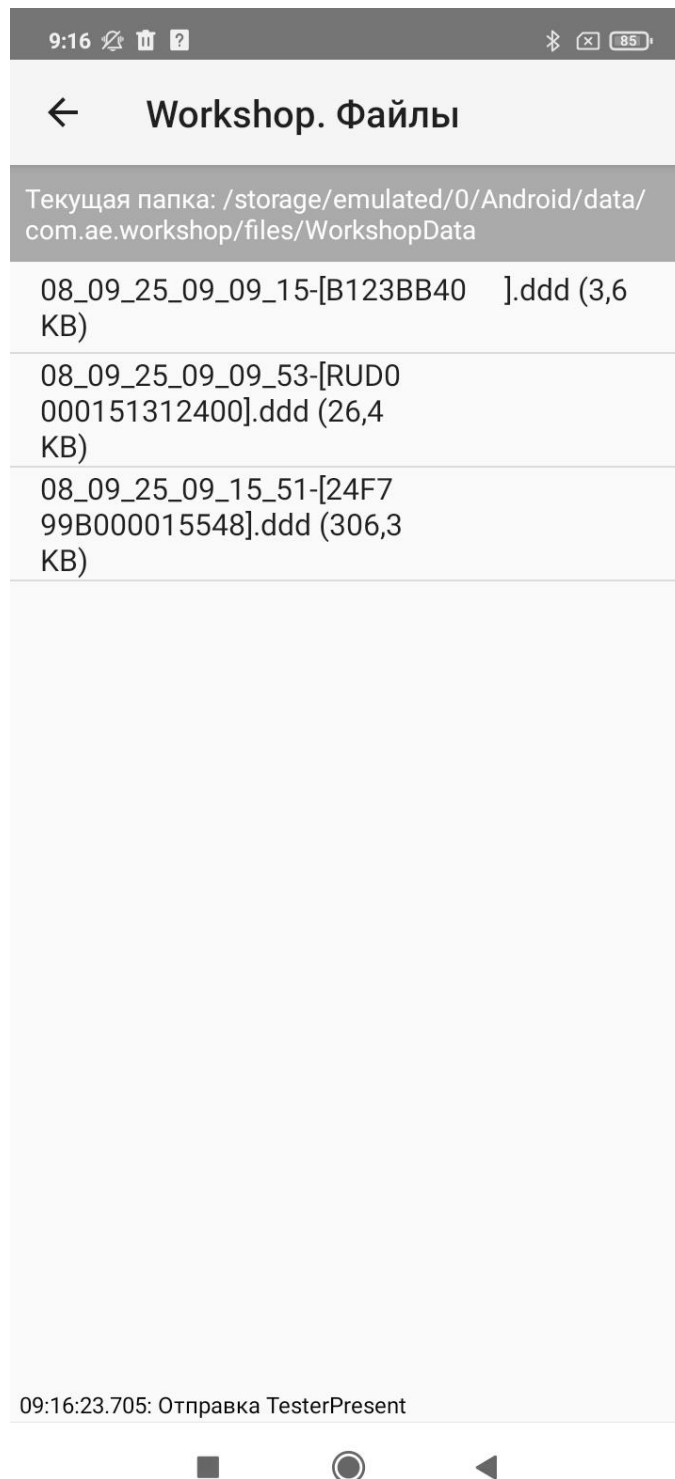 9:16
85
Workshop. Файлы
Текущая папка: /storage/emulated/0/Android/data/
com.ae.workshop/files/WorkshopData
08_09_25_09_09_15-[B123BB40    ].ddd (3,6
KB)
08_09_25_09_09_53-[RUD0
000151312400].ddd (26,4
KB)
08_09_25_09_15_51-[24F7
99B000015548].ddd (306,3
KB)
09:16:23.705: Отправка TesterPresent